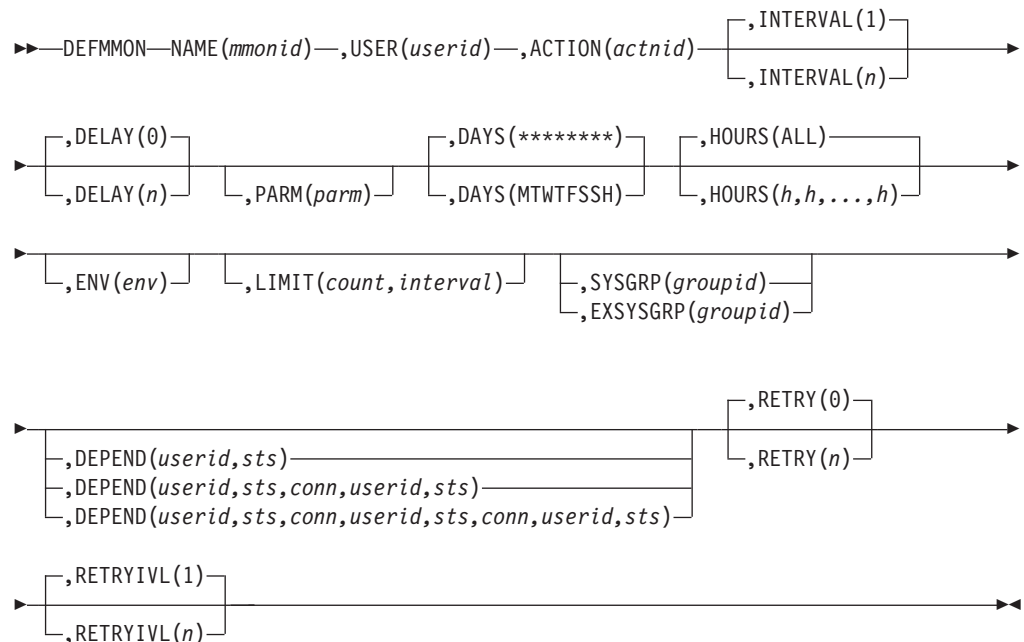 ,INTERVAL(1)
DEFMMON NAME(mmonid) ,USER(userid) ,ACTION(actnid)
,INTERVAL(n)
,DELAY(0) ,DAYS(********) ,HOURS(ALL)
,DELAY(n) ,PARM(parm) ,DAYS(MTWTFSSH) ,HOURS(h,h,...,h)
,ENV(env) ,LIMIT(count,interval) ,SYSGRP(groupid)
,EXSYSGRP(groupid)
,RETRY(0)
,DEPEND(userid,sts) ,RETRY(n)
,DEPEND(userid,sts,conn,userid,sts)
,DEPEND(userid,sts,conn,userid,sts,conn,userid,sts)
,RETRYIVL(1)
,RETRYIVL(n)